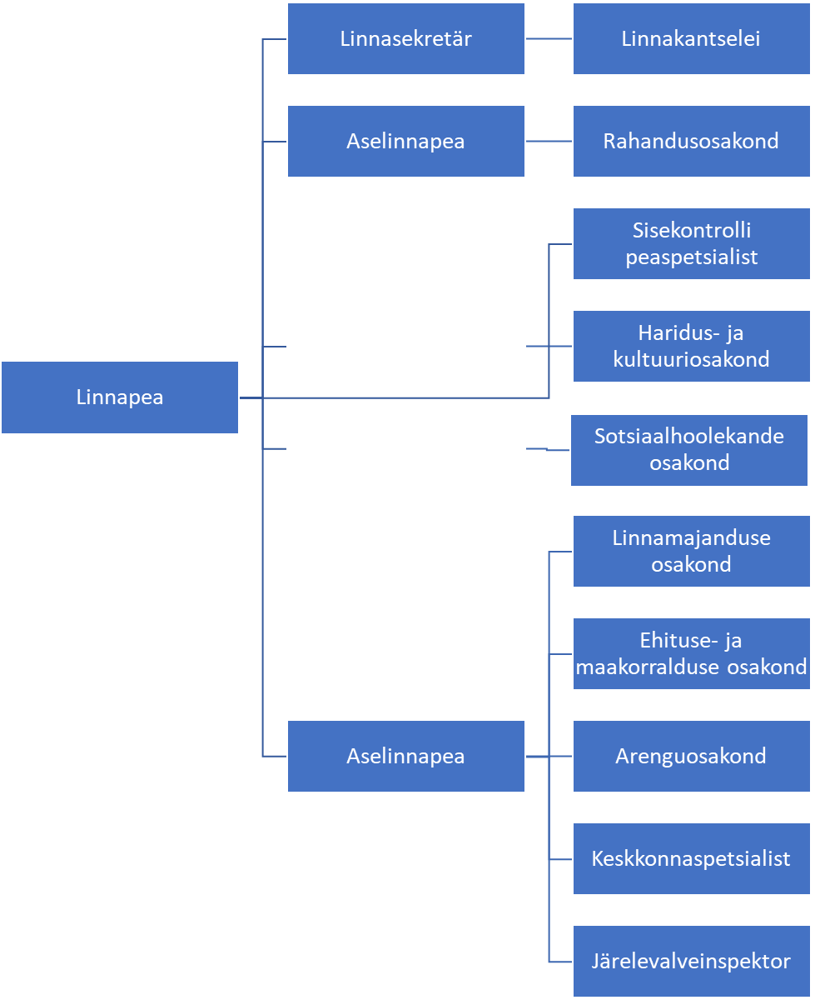 Linnasekretär
Linnakantselei
Aselinnapea
Rahandusosakond
Sisekontrolli
peaspetsialist
Haridus- ja
kultuuriosakond
Linnapea
Sotsiaalhoolekande
osakond
Linnamajanduse
osakond
Ehituse- ja
maakorralduse osakond
Aselinnapea
Arenguosakond
Keskkonnaspetsialist
Järelevalveinspektor